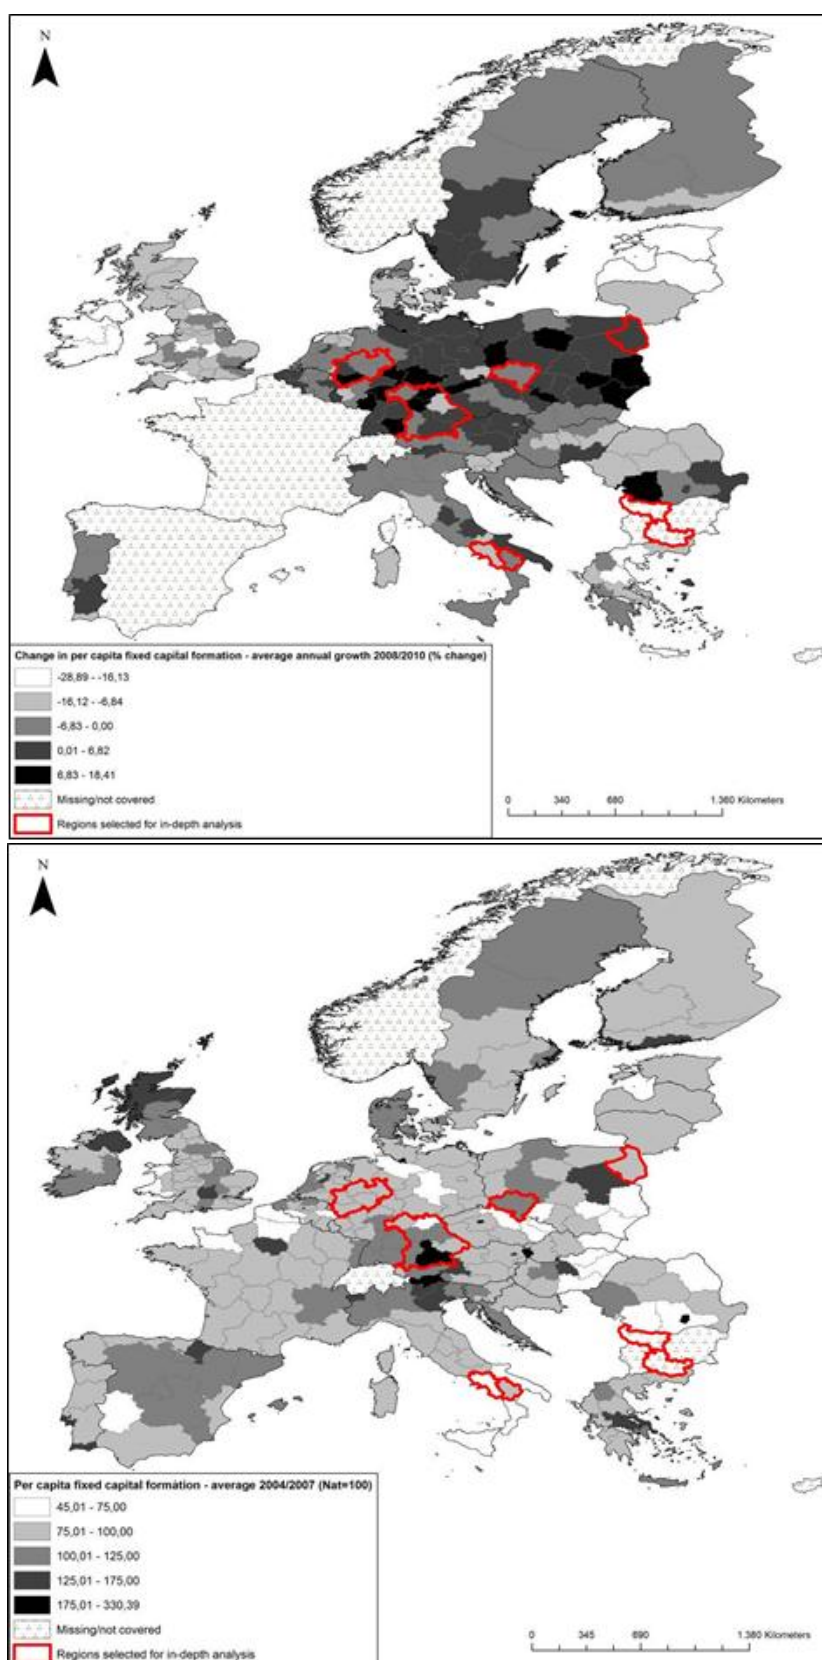 N
Change in per capita fixed capital formation - average annual growth 2008/2010 (% change)
-28,89 - -16,13
-16,12 - -6,84
-6,83 - 0,00
0,01 - 6,82
6,83 - 18,41
Missing/not covered
Regions selected for in-depth analysis
0 340 680 1.360 Kilometers
N
Per capita fixed capital formation - average 2004/2007 (Nat=100)
45,01 - 75,00
75,01 - 100,00
100,01 - 125,00
125,01 - 175,00
175,01 - 330,39
Missing/not covered
Regions selected for in-depth analysis
0 345 690 1.380 Kilometers